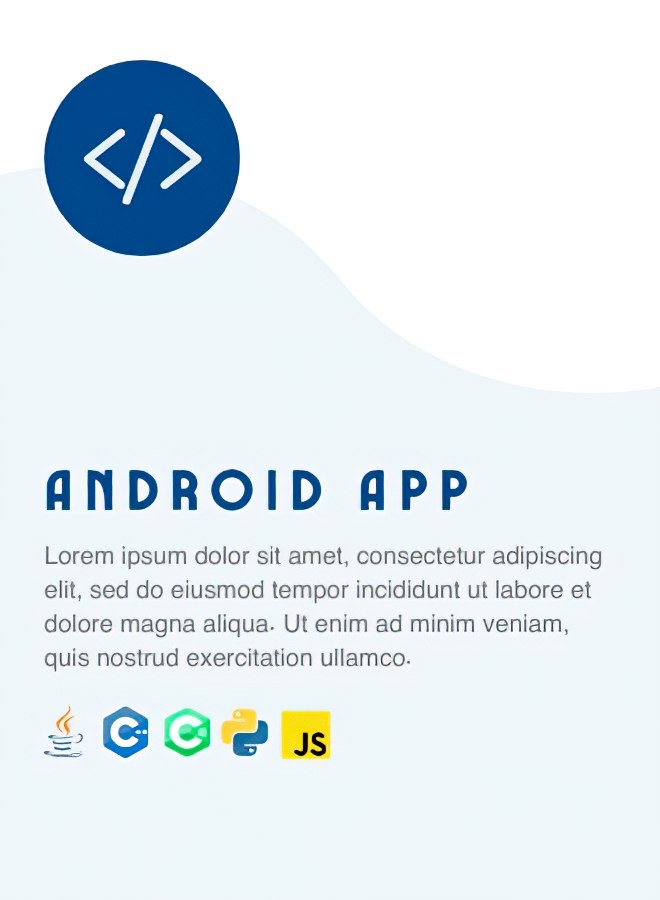 </>
ANDROID APP
Lorem ipsum dolor sit amet, consectetur adipiscing
elit, sed do eiusmod tempor incididunt ut labore et
dolore magna aliqua. Ut enim ad minim veniam,
quis nostrud exercitation ullamco.
C++ C JS